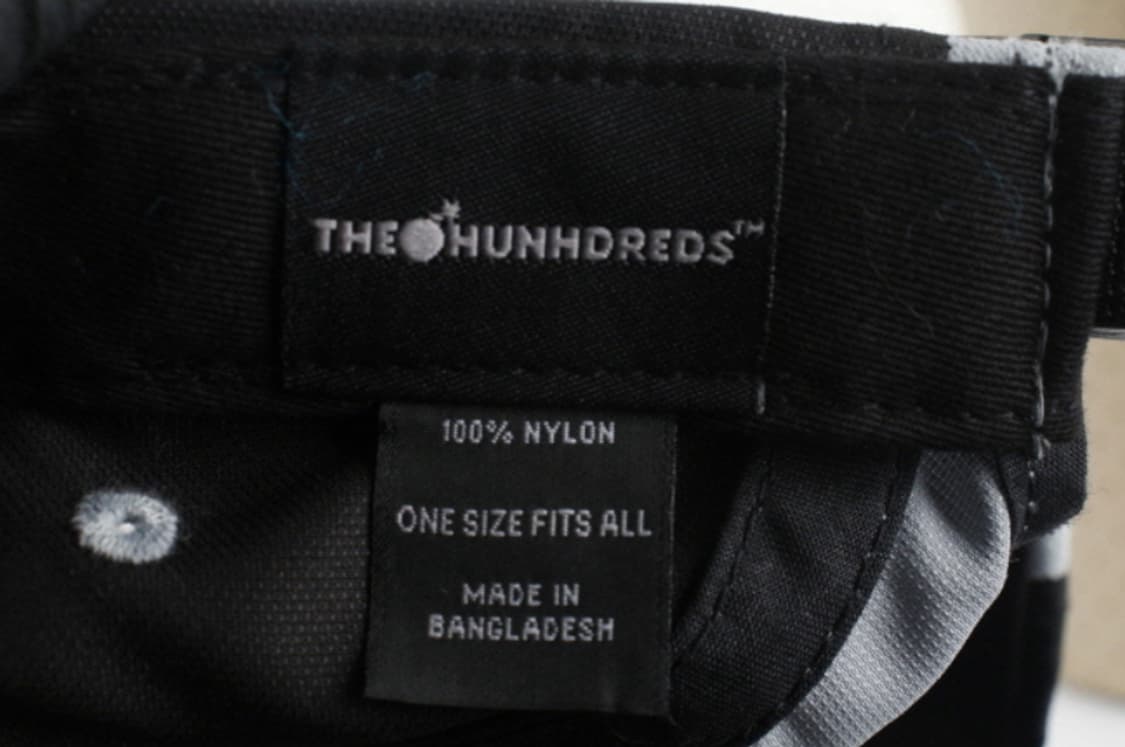 THE HUNHDREDS™
100% NYLON
ONE SIZE FITS ALL
MADE IN
BANGLADESH